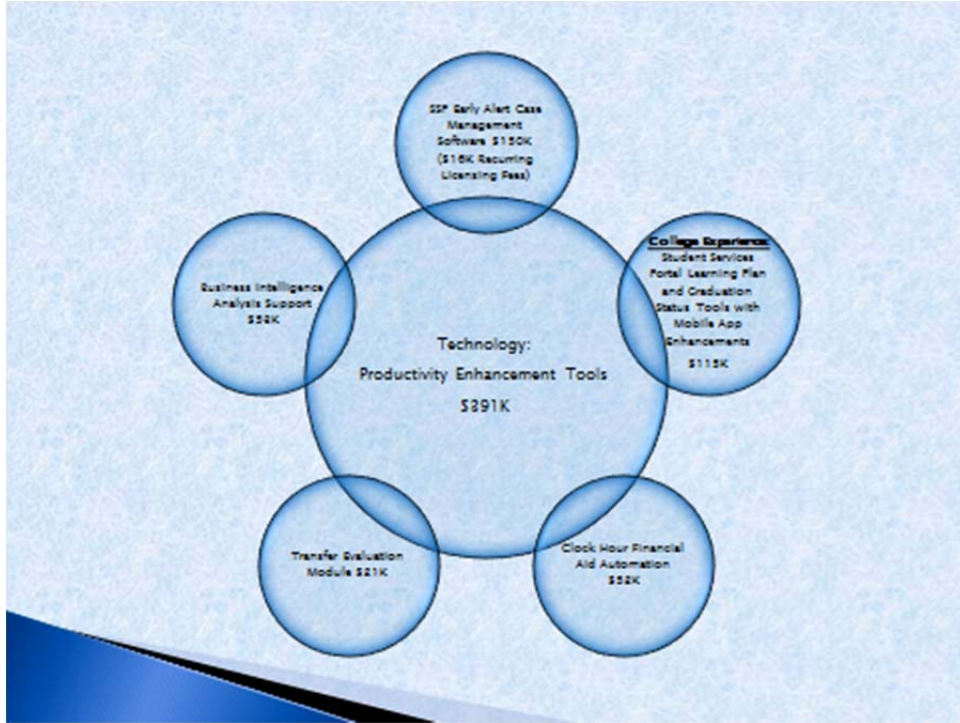 SSP Early Alert Case
Management
Software $150K
($16K Recurring
Licensing Fees)
College Experience:
Student Services
Portal Learning Plan
and Graduation
Status Tools with
Mobile App
Enhancements
$115K
Business Intelligence
Analysis Support
Technology:
Productivity Enhancement Tools
Transfer Evaluation
Module $21K
Clock Hour Financial
Aid Automation